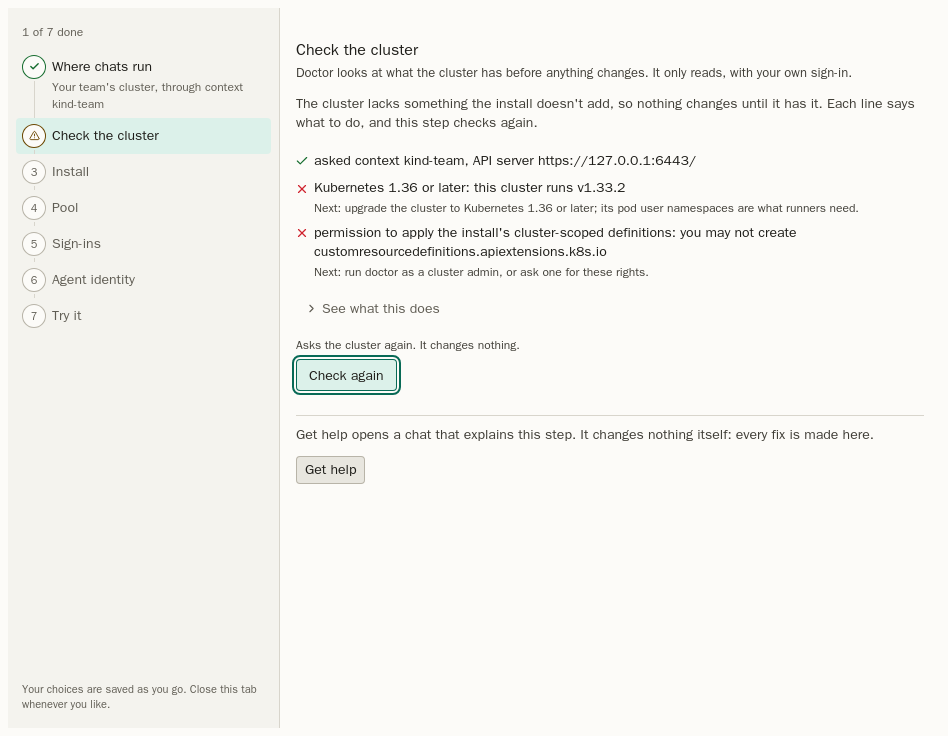 1 of 7 done
Where chats run
Your team's cluster, through context
kind-team
Check the cluster
3 Install
4 Pool
5 Sign-ins
6 Agent identity
7 Try it
Your choices are saved as you go. Close this tab
whenever you like.
Check the cluster
Doctor looks at what the cluster has before anything changes. It only reads, with your own sign-in.
The cluster lacks something the install doesn't add, so nothing changes until it has it. Each line says
what to do, and this step checks again.
asked context kind-team, API server https://127.0.0.1:6443/
Kubernetes 1.36 or later: this cluster runs v1.33.2
Next: upgrade the cluster to Kubernetes 1.36 or later; its pod user namespaces are what runners need.
permission to apply the install's cluster-scoped definitions: you may not create
customresourcedefinitions.apiextensions.k8s.io
Next: run doctor as a cluster admin, or ask one for these rights.
See what this does
Asks the cluster again. It changes nothing.
Check again
Get help opens a chat that explains this step. It changes nothing itself: every fix is made here.
Get help